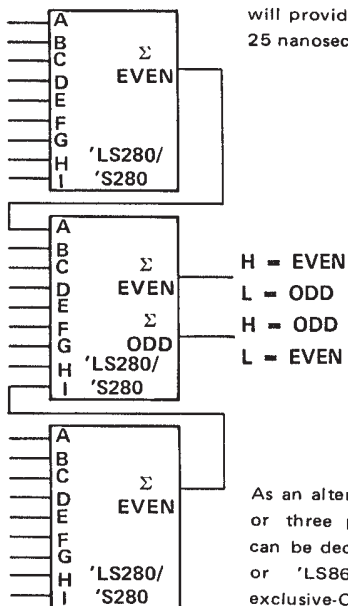 will provid
25 nanosec
A
B
C
D
E
F
G
H
I
Σ
EVEN
'LS280/
'S280
A
B
C
D
E
F
G
H
I
Σ
EVEN
Σ
ODD
'LS280/
'S280
H = EVEN
L = ODD
H = ODD
L = EVEN
A
B
C
D
E
F
G
H
I
Σ
EVEN
'LS280/
'S280
As an alter
or three p
can be dec
or 'LS86
exclusive-O